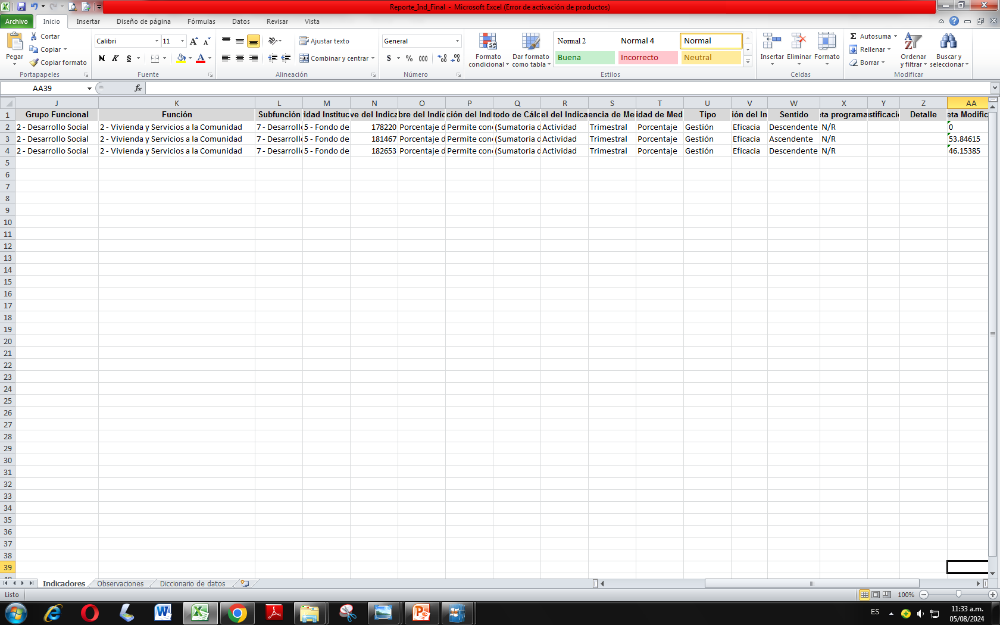 Reporte_Ind_Final - Microsoft Excel (Error de activación de productos)
Archivo Inicio Insertar Diseño de página Fórmulas Datos Revisar Vista
Pegar
Cortar
Copiar
Copiar formato
Portapapeles
Calibri 11
N K S
Fuente
Ajustar texto
Combinar y centrar
Alineación
General
$ % 000
Número
Formato condicional
Dar formato como tabla
Normal 2 Normal 4 Normal
Buena Incorrecto Neutral
Estilos
Insertar Eliminar Formato
Celdas
Autosuma
Rellenar
Borrar
Ordenar y filtrar
Buscar y seleccionar
Modificar
AA39 fx
J K L M N O P Q R S T U V W X Y Z AA
1 Grupo Funcional Función Subfunción idad Instituc ve del Indica bre del Indic ción del Indi todo de Cálc el del Indica encia de Me idad de Med Tipo ión del In Sentido eta programa stificaci Detalle eta Modific
2 2 - Desarrollo Social 2 - Vivienda y Servicios a la Comunidad 7 - Desarrollo 5 - Fondo de 178220 Porcentaje d Permite con (Sumatoria d Actividad Trimestral Porcentaje Gestión Eficacia Descendente N/R 0
3 2 - Desarrollo Social 2 - Vivienda y Servicios a la Comunidad 7 - Desarrollo 5 - Fondo de 181467 Porcentaje d Permite con (Sumatoria d Actividad Trimestral Porcentaje Gestión Eficacia Ascendente N/R 53.84615
4 2 - Desarrollo Social 2 - Vivienda y Servicios a la Comunidad 7 - Desarrollo 5 - Fondo de 182653 Porcentaje d Permite con (Sumatoria d Actividad Trimestral Porcentaje Gestión Eficacia Descendente N/R 46.15385
5
6
7
8
9
10
11
12
13
14
15
16
17
18
19
20
21
22
23
24
25
26
27
28
29
30
31
32
33
34
35
36
37
38
39
Indicadores Observaciones Diccionario de datos
Listo 100%
ES 11:33 a.m.
05/08/2024